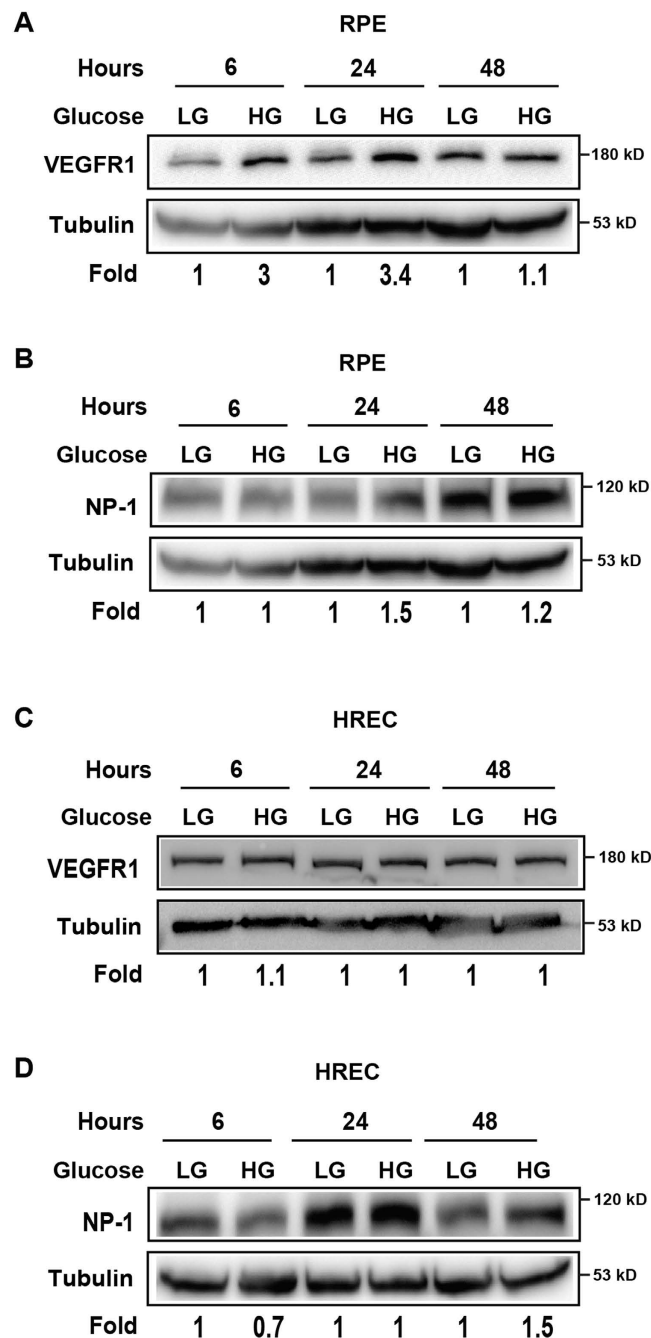 A
RPE
Hours 6 24 48
Glucose LG HG LG HG LG HG
VEGFR1 180 kD
Tubulin 53 kD
Fold 1 3 1 3.4 1 1.1
B
RPE
Hours 6 24 48
Glucose LG HG LG HG LG HG
NP-1 120 kD
Tubulin 53 kD
Fold 1 1 1 1.5 1 1.2
C
HREC
Hours 6 24 48
Glucose LG HG LG HG LG HG
VEGFR1 180 kD
Tubulin 53 kD
Fold 1 1.1 1 1 1 1
D
HREC
Hours 6 24 48
Glucose LG HG LG HG LG HG
NP-1 120 kD
Tubulin 53 kD
Fold 1 0.7 1 1 1 1.5